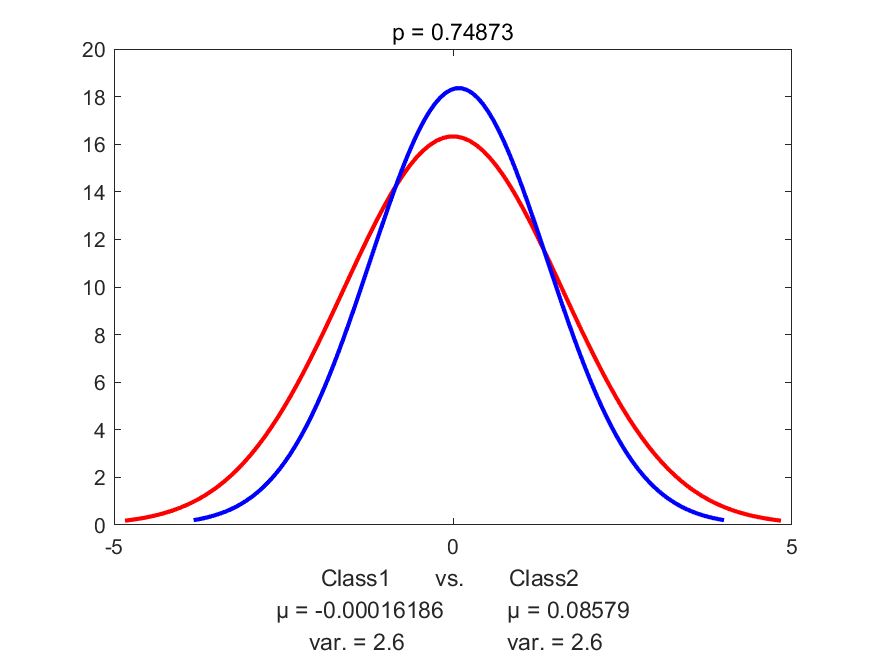 p = 0.74873
20
18
16
14
12
10
8
6
4
2
0
-5 0 5
Class1 vs. Class2
μ = -0.00016186 μ = 0.08579
var. = 2.6 var. = 2.6